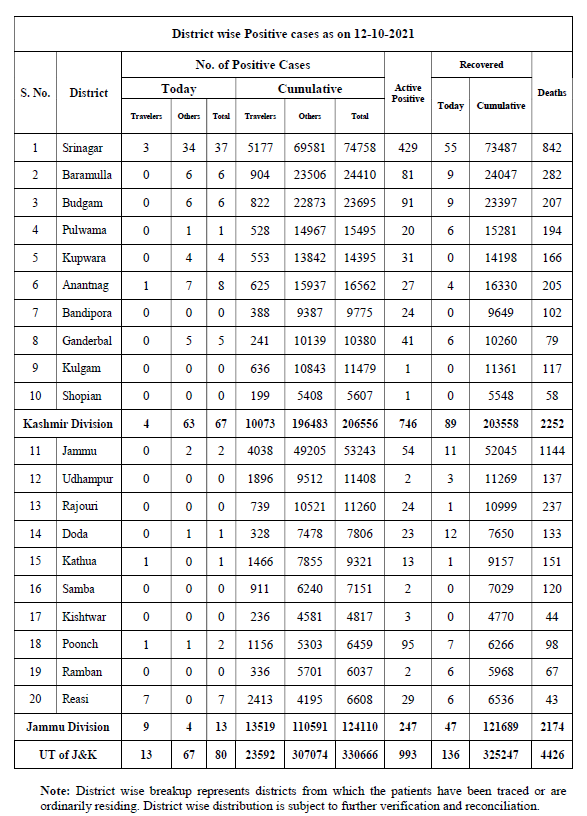 District wise Positive cases as on 12-10-2021
S. No. District No. of Positive Cases Active Positive Recovered Deaths
Today Cumulative Today Cumulative
Travelers Others Total Travelers Others Total
1 Srinagar 3 34 37 5177 69581 74758 429 55 73487 842
2 Baramulla 0 6 6 904 23506 24410 81 9 24047 282
3 Budgam 0 6 6 822 22873 23695 91 9 23397 207
4 Pulwama 0 1 1 528 14967 15495 20 6 15281 194
5 Kupwara 0 4 4 553 13842 14395 31 0 14198 166
6 Anantnag 1 7 8 625 15937 16562 27 4 16330 205
7 Bandipora 0 0 0 388 9387 9775 24 0 9649 102
8 Ganderbal 0 5 5 241 10139 10380 41 6 10260 79
9 Kulgam 0 0 0 636 10843 11479 1 0 11361 117
10 Shopian 0 0 0 199 5408 5607 1 0 5548 58
Kashmir Division 4 63 67 10073 196483 206556 746 89 203558 2252
11 Jammu 0 2 2 4038 49205 53243 54 11 52045 1144
12 Udhampur 0 0 0 1896 9512 11408 2 3 11269 137
13 Rajouri 0 0 0 739 10521 11260 24 1 10999 237
14 Doda 0 1 1 328 7478 7806 23 12 7650 133
15 Kathua 1 0 1 1466 7855 9321 13 1 9157 151
16 Samba 0 0 0 911 6240 7151 2 0 7029 120
17 Kishtwar 0 0 0 236 4581 4817 3 0 4770 44
18 Poonch 1 1 2 1156 5303 6459 95 7 6266 98
19 Ramban 0 0 0 336 5701 6037 2 6 5968 67
20 Reasi 7 0 7 2413 4195 6608 29 6 6536 43
Jammu Division 9 4 13 13519 110591 124110 247 47 121689 2174
UT of J&K 13 67 80 23592 307074 330666 993 136 325247 4426
Note: District wise breakup represents districts from which the patients have been traced or are
ordinarily residing. District wise distribution is subject to further verification and reconciliation.